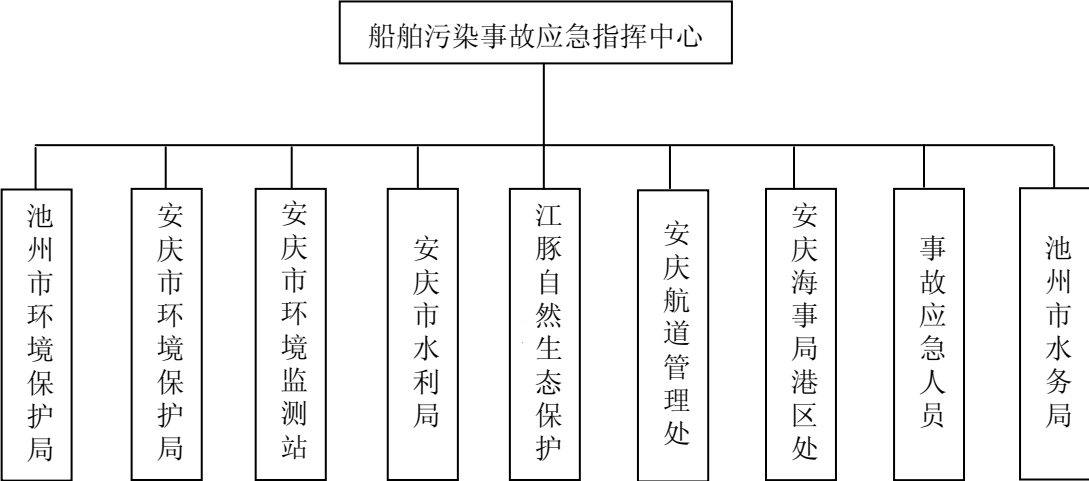 船舶污染事故应急指挥中心
池州市环境保护局
安庆市环境保护局
安庆市环境监测站
安庆市水利局
江豚自然生态保护
安庆航道管理处
安庆海事局港区处
事故应急人员
池州市水务局